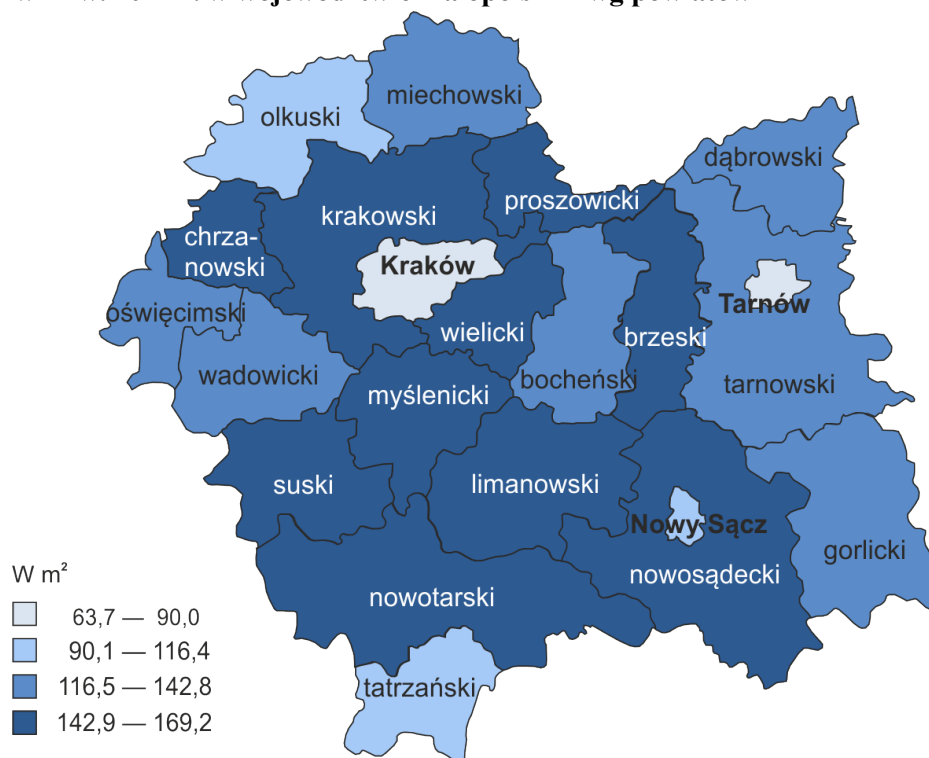 miechowski
olkuski
dąbrowski
proszowicki
krakowski
chrza-
nowski
Kraków
Tarnów
oświęcimski
wielicki
brzeski
wadowicki
bocheński
tarnowski
myślenicki
suski
limanowski
Nowy Sącz
gorlicki
nowosądecki
nowotarski
tatrzański
W m²
63,7 — 90,0
90,1 — 116,4
116,5 — 142,8
142,9 — 169,2